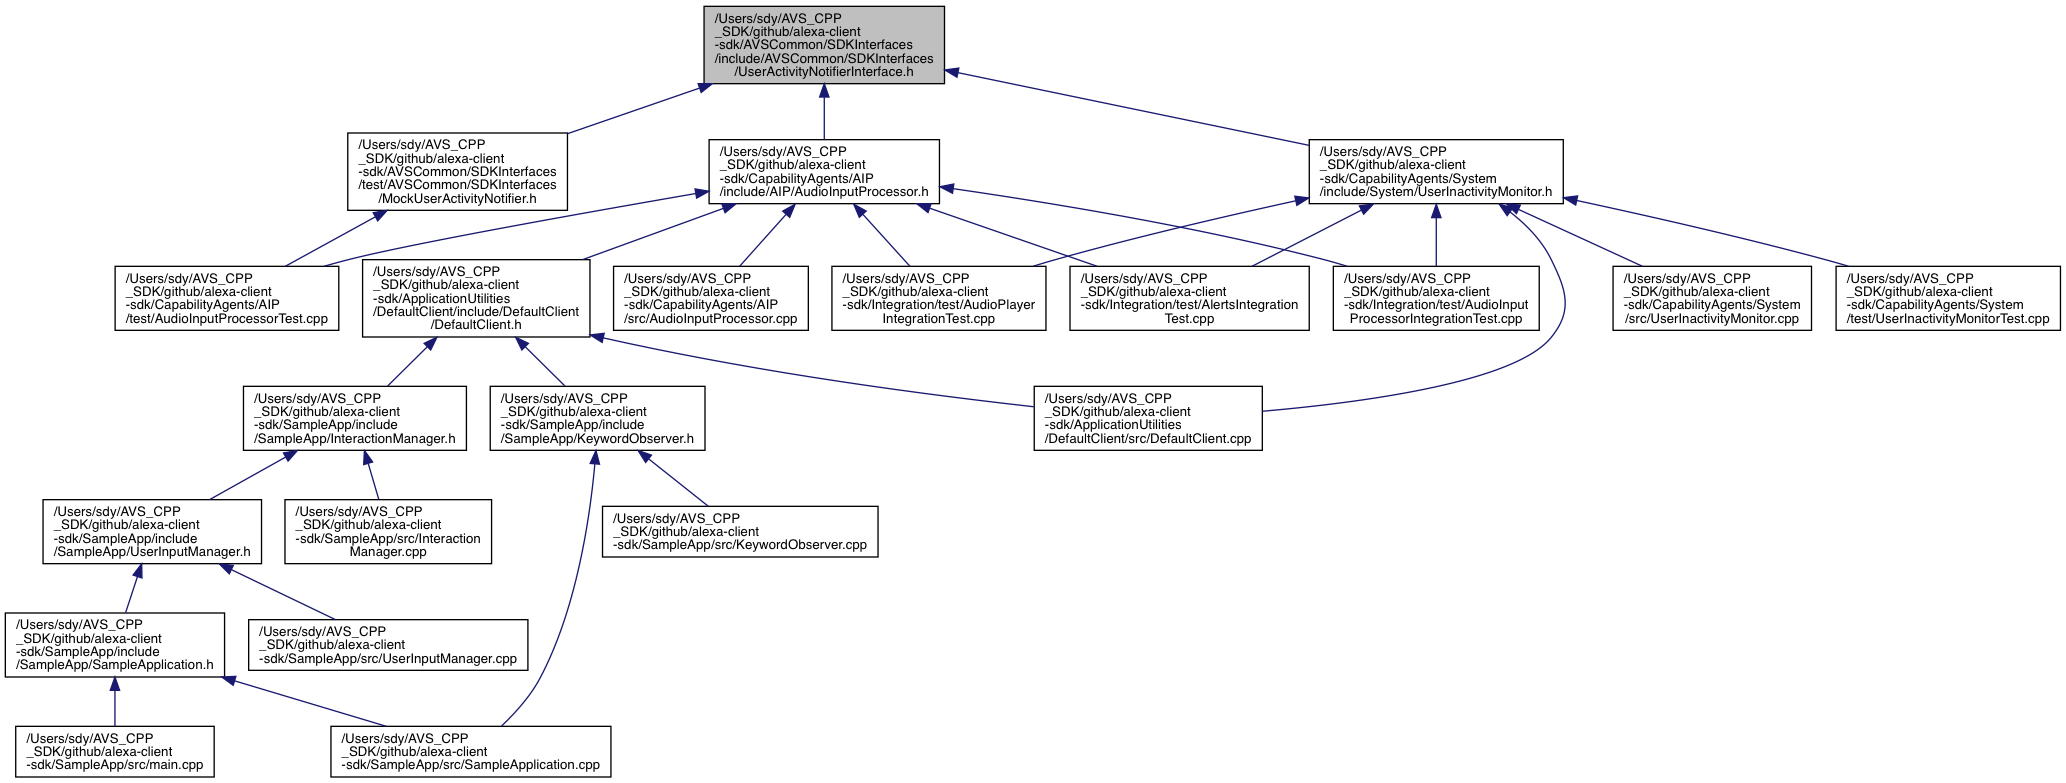 /Users/sdy/AVS_CPP
_SDK/github/alexa-client
-sdk/AVSCommon/SDKInterfaces
/include/AVSCommon/SDKInterfaces
/UserActivityNotifierInterface.h
/Users/sdy/AVS_CPP
_SDK/github/alexa-client
-sdk/AVSCommon/SDKInterfaces
/test/AVSCommon/SDKInterfaces
/MockUserActivityNotifier.h
/Users/sdy/AVS_CPP
_SDK/github/alexa-client
-sdk/CapabilityAgents/AIP
/include/AIP/AudioInputProcessor.h
/Users/sdy/AVS_CPP
_SDK/github/alexa-client
-sdk/CapabilityAgents/System
/include/System/UserInactivityMonitor.h
/Users/sdy/AVS_CPP
_SDK/github/alexa-client
-sdk/CapabilityAgents/AIP
/test/AudioInputProcessorTest.cpp
/Users/sdy/AVS_CPP
_SDK/github/alexa-client
-sdk/ApplicationUtilities
/DefaultClient/include/DefaultClient
/DefaultClient.h
/Users/sdy/AVS_CPP
_SDK/github/alexa-client
-sdk/CapabilityAgents/AIP
/src/AudioInputProcessor.cpp
/Users/sdy/AVS_CPP
_SDK/github/alexa-client
-sdk/Integration/test/AudioPlayer
IntegrationTest.cpp
/Users/sdy/AVS_CPP
_SDK/github/alexa-client
-sdk/Integration/test/AlertsIntegration
Test.cpp
/Users/sdy/AVS_CPP
_SDK/github/alexa-client
-sdk/Integration/test/AudioInput
ProcessorIntegrationTest.cpp
/Users/sdy/AVS_CPP
_SDK/github/alexa-client
-sdk/CapabilityAgents/System
/src/UserInactivityMonitor.cpp
/Users/sdy/AVS_CPP
_SDK/github/alexa-client
-sdk/CapabilityAgents/System
/test/UserInactivityMonitorTest.cpp
/Users/sdy/AVS_CPP
_SDK/github/alexa-client
-sdk/SampleApp/include
/SampleApp/InteractionManager.h
/Users/sdy/AVS_CPP
_SDK/github/alexa-client
-sdk/SampleApp/include
/SampleApp/KeywordObserver.h
/Users/sdy/AVS_CPP
_SDK/github/alexa-client
-sdk/ApplicationUtilities
/DefaultClient/src/DefaultClient.cpp
/Users/sdy/AVS_CPP
_SDK/github/alexa-client
-sdk/SampleApp/include
/SampleApp/UserInputManager.h
/Users/sdy/AVS_CPP
_SDK/github/alexa-client
-sdk/SampleApp/src/Interaction
Manager.cpp
/Users/sdy/AVS_CPP
_SDK/github/alexa-client
-sdk/SampleApp/src/KeywordObserver.cpp
/Users/sdy/AVS_CPP
_SDK/github/alexa-client
-sdk/SampleApp/include
/SampleApp/SampleApplication.h
/Users/sdy/AVS_CPP
_SDK/github/alexa-client
-sdk/SampleApp/src/UserInputManager.cpp
/Users/sdy/AVS_CPP
_SDK/github/alexa-client
-sdk/SampleApp/src/main.cpp
/Users/sdy/AVS_CPP
_SDK/github/alexa-client
-sdk/SampleApp/src/SampleApplication.cpp